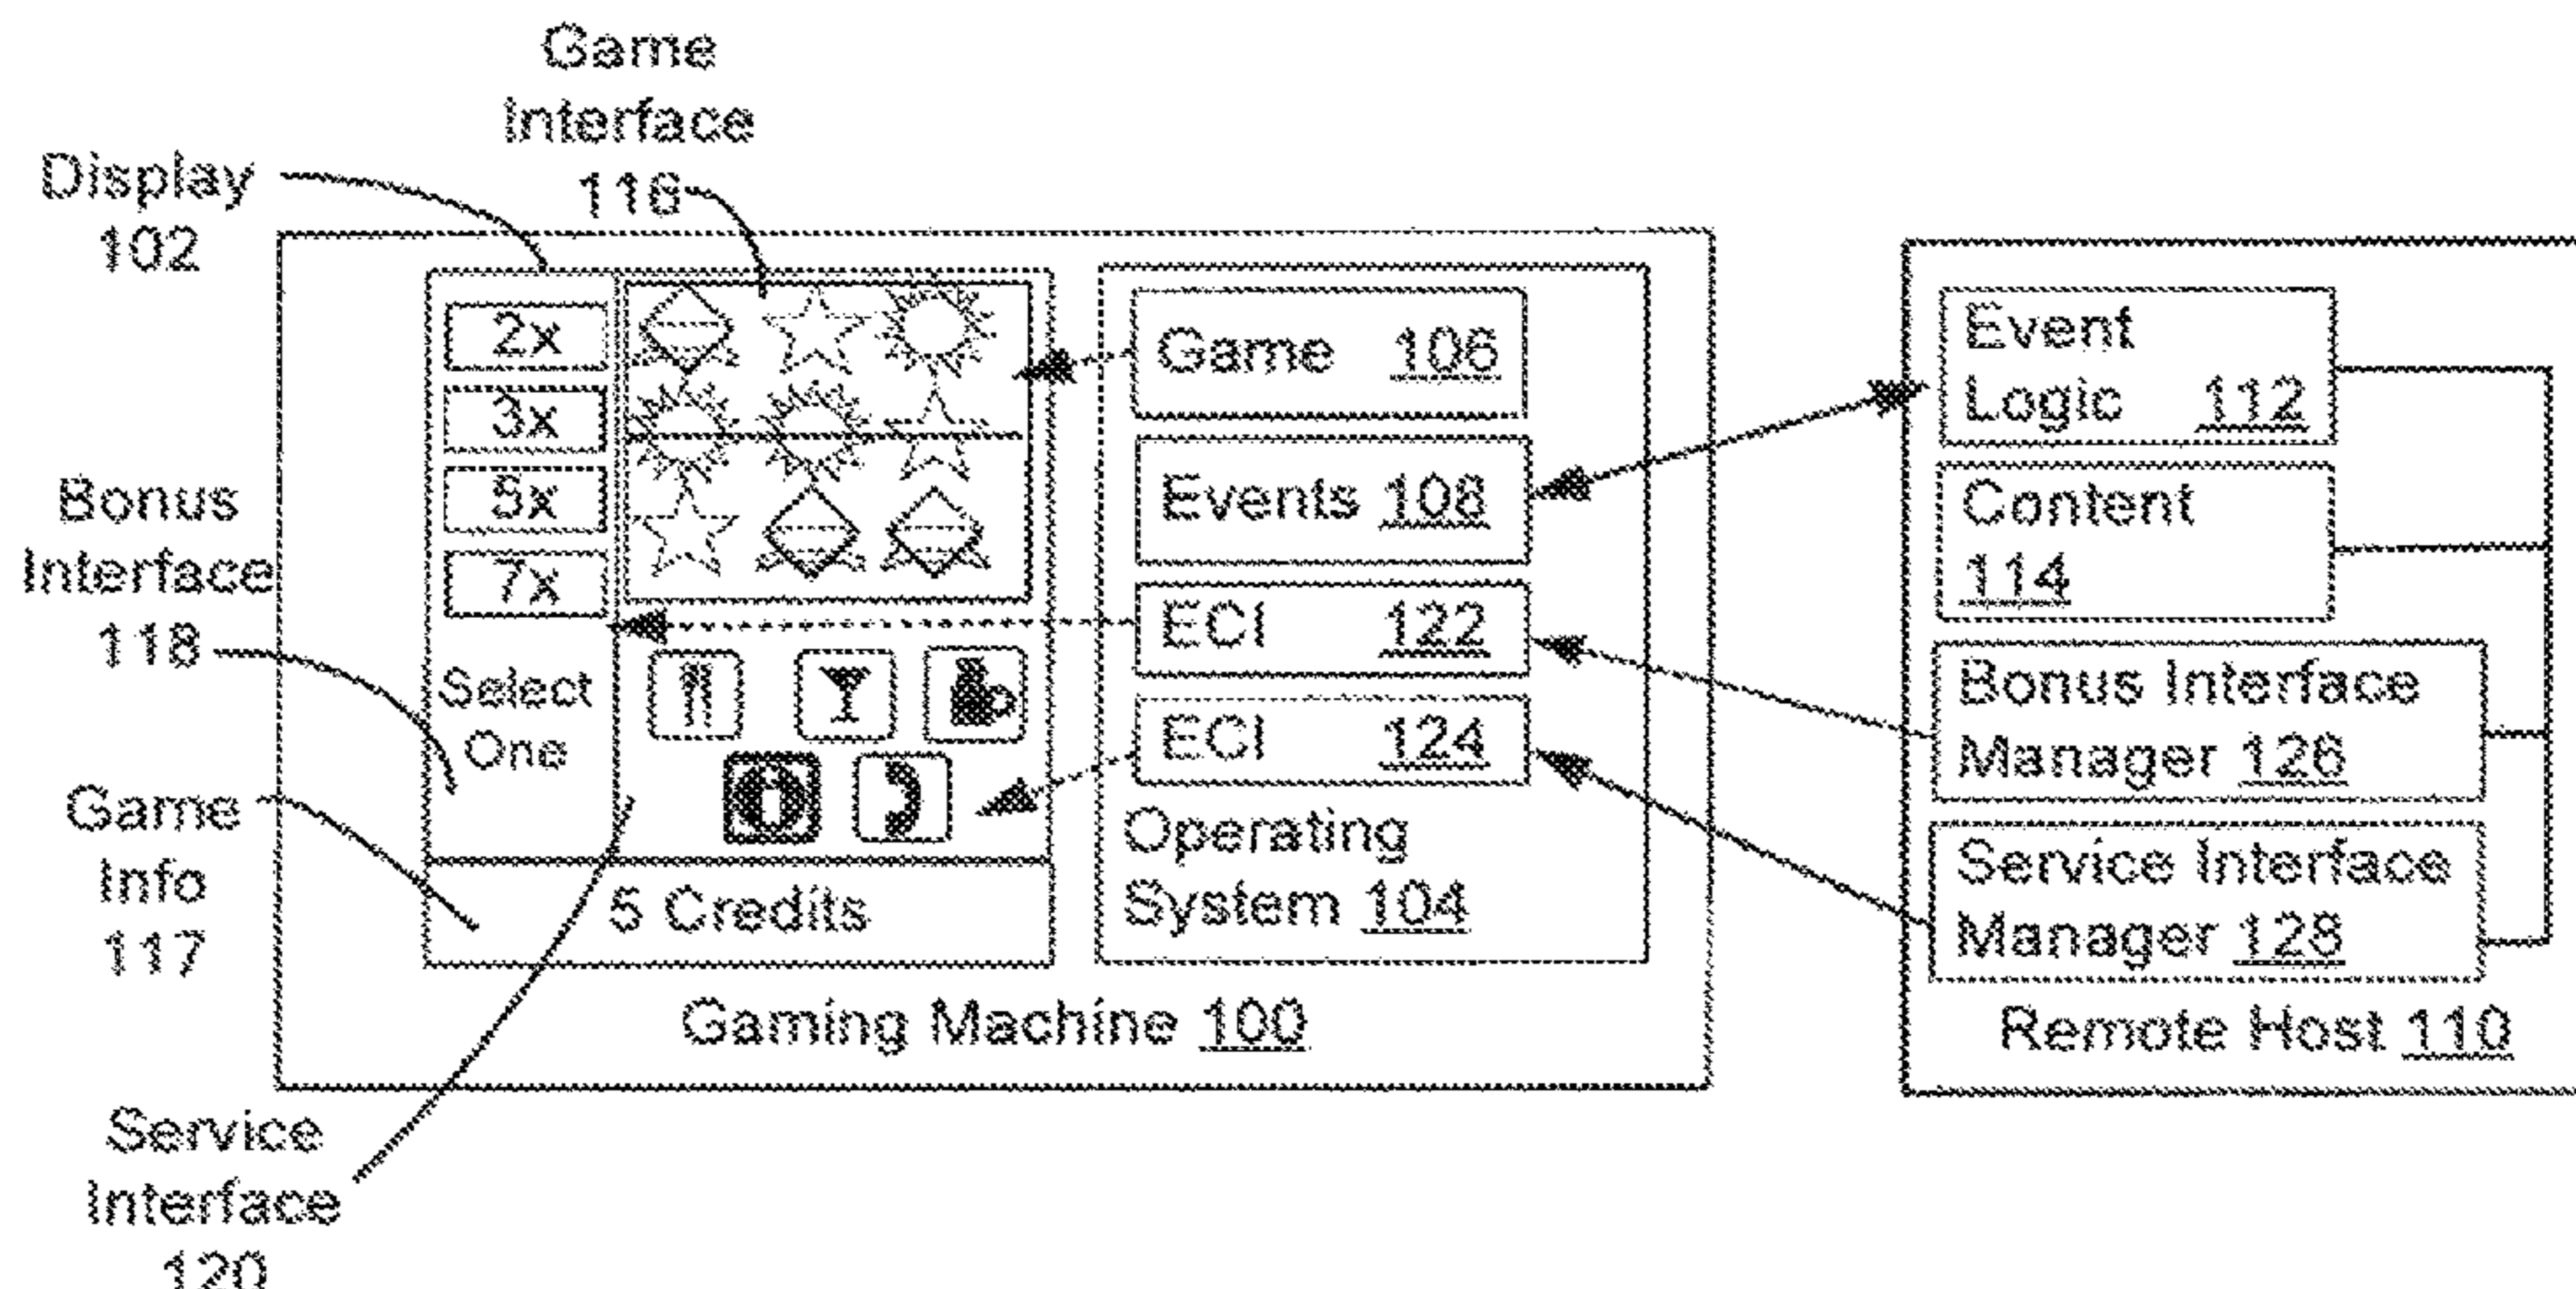 Game
Interface
116
Display
102
Bonus
Interface
118
Game
Info
117
Service
Interface
120
2x
3x
5x
7x
Select
One
5 Credits
Game 106
Events 108
ECI 122
ECI 124
Operating
System 104
Gaming Machine 100
Event
Logic 112
Content
114
Bonus Interface
Manager 126
Service Interface
Manager 128
Remote Host 110